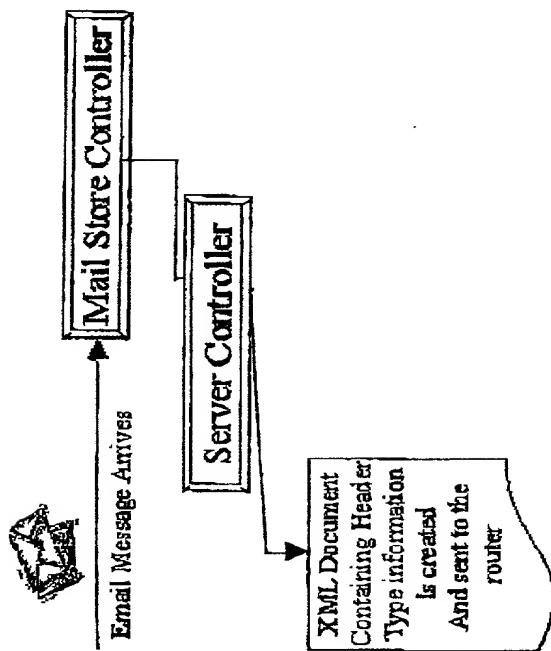 Email Message Arrives
Mail Store Controller
Server Controller
XML Document
Containing Header
Type information
Is created
And sent to the
router